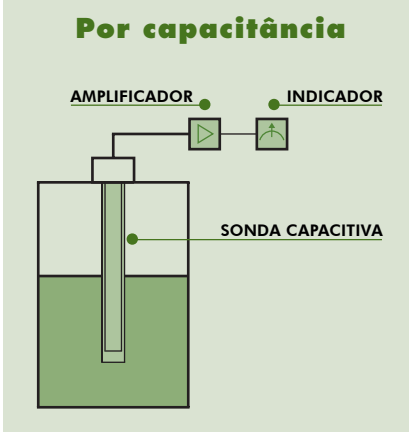 Por capacitância
AMPLIFICADOR
INDICADOR
SONDA CAPACITIVA